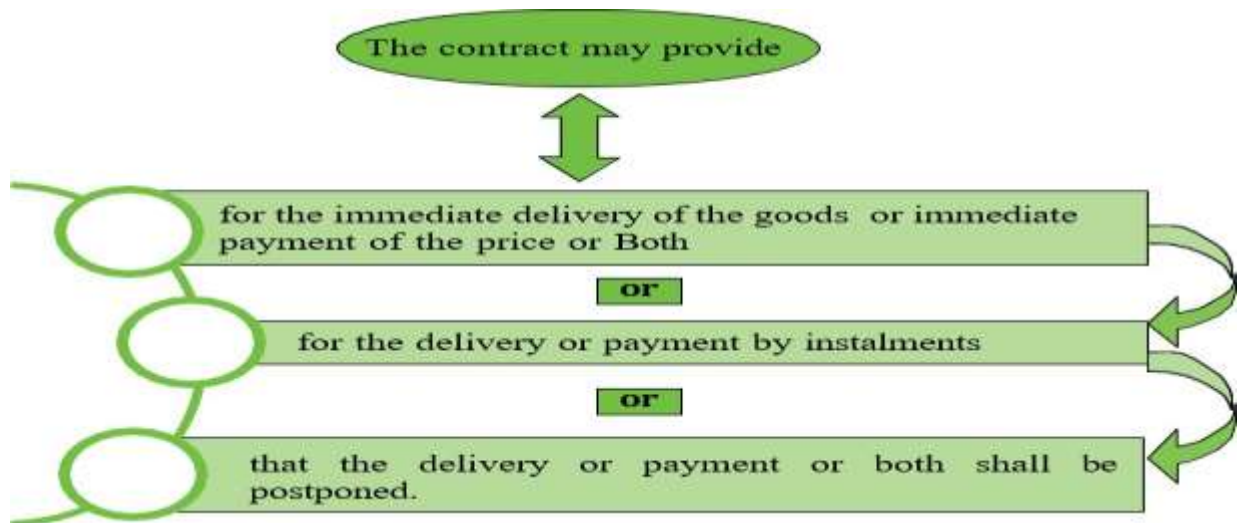 The contract may provide
for the immediate delivery of the goods or immediate
payment of the price or Both
or
for the delivery or payment by instalments
or
that the delivery or payment or both shall be
postponed.